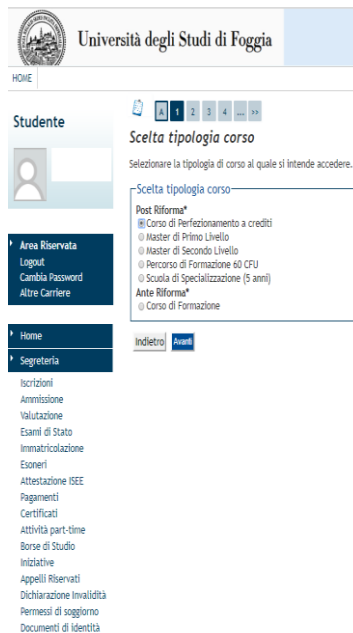 Università degli Studi di Foggia
HOME
Studente
A 1 2 3 4 ... >>
Scelta tipologia corso
Selezionare la tipologia di corso al quale si intende accedere.
Scelta tipologia corso
Post Riforma*
Corso di Perfezionamento a crediti
Master di Primo Livello
Master di Secondo Livello
Percorso di Formazione 60 CFU
Scuola di Specializzazione (5 anni)
Ante Riforma*
Corso di Formazione
Indietro Avanti
Area Riservata
Logout
Cambia Password
Altre Carriere
Home
Segreteria
Iscrizioni
Ammissione
Valutazione
Esami di Stato
Immatricolazione
Esoneri
Attestazione ISEE
Pagamenti
Certificati
Attività part-time
Borse di Studio
Iniziative
Appelli Riservati
Dichiarazione Invalidità
Permessi di soggiorno
Documenti di identità